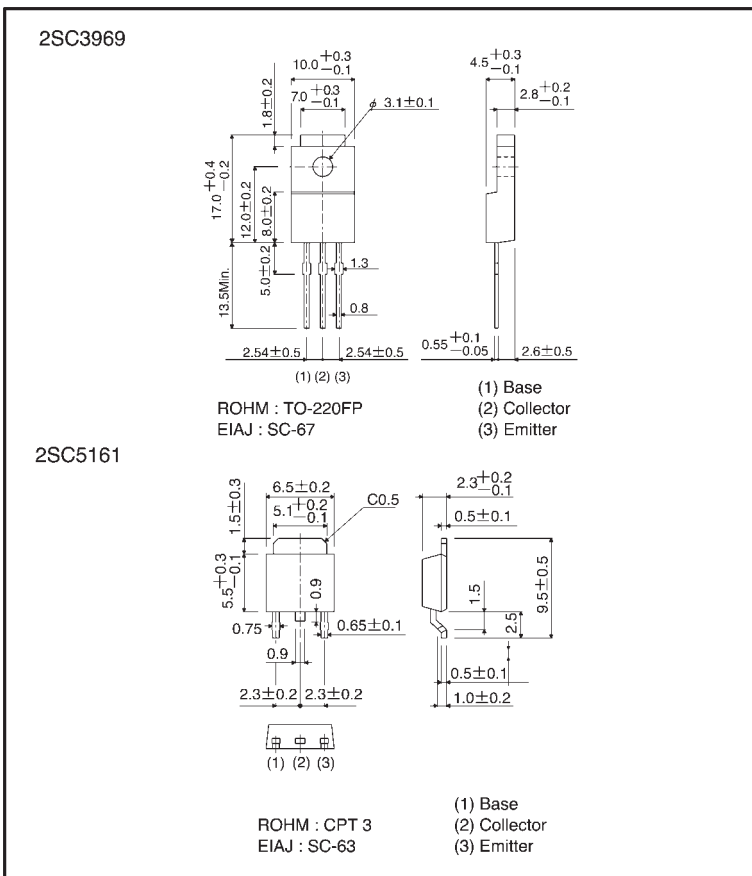 2SC3969
10.0 +0.3 −0.1
7.0 +0.3 −0.1
1.8±0.2
ϕ 3.1±0.1
17.0 +0.4 −0.2
12.0±0.2
8.0±0.2
5.0±0.2
13.5Min.
1.3
0.8
2.54±0.5 2.54±0.5
(1) (2) (3)
4.5 +0.3 −0.1
2.8 +0.2 −0.1
0.55 +0.1 −0.05
2.6±0.5
ROHM : TO-220FP
EIAJ : SC-67
(1) Base
(2) Collector
(3) Emitter
2SC5161
6.5±0.2
5.1 +0.2 −0.1
C0.5
1.5±0.3
5.5 +0.3 −0.1
0.9
0.75
0.65±0.1
0.9
2.3±0.2 2.3±0.2
(1) (2) (3)
2.3 +0.2 −0.1
0.5±0.1
9.5±0.5
1.5
2.5
0.5±0.1
1.0±0.2
ROHM : CPT 3
EIAJ : SC-63
(1) Base
(2) Collector
(3) Emitter